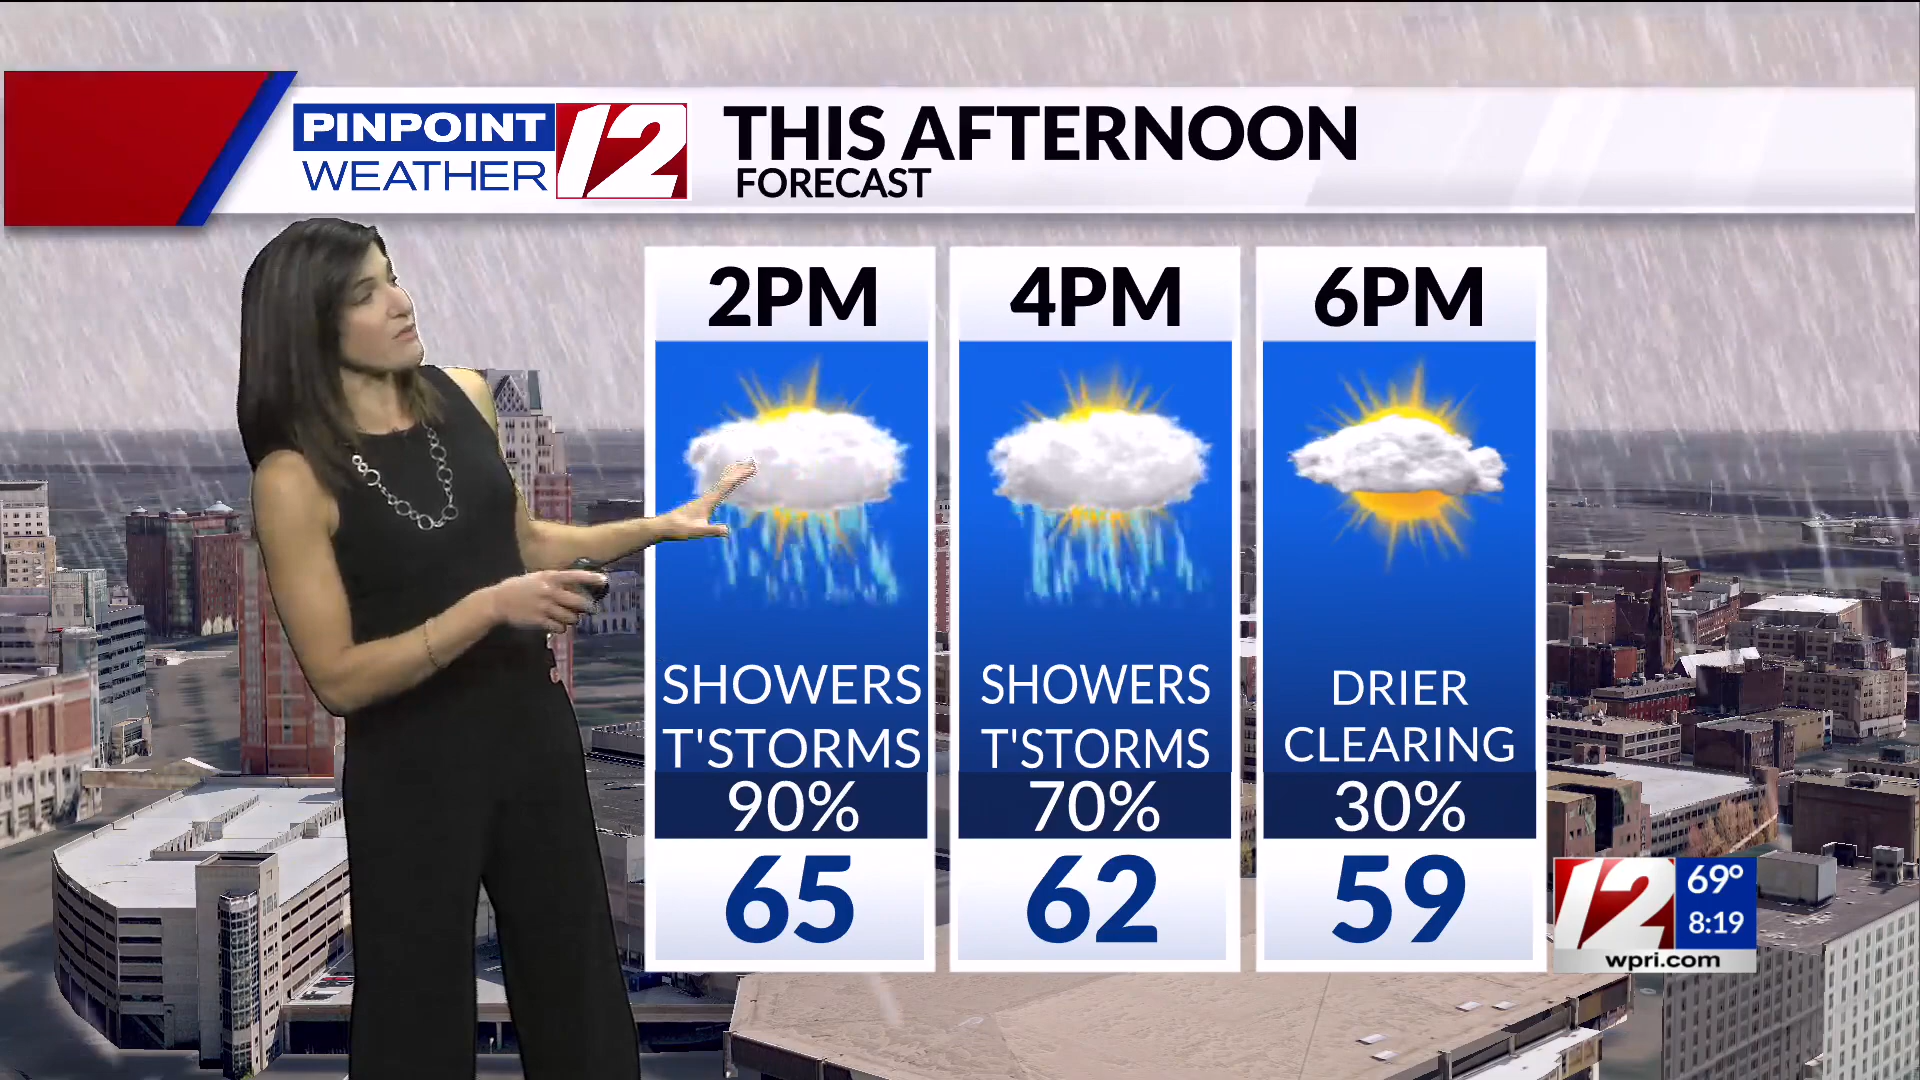 PINPOINT
WEATHER
12
THIS AFTERNOON
FORECAST
2PM
SHOWERS
T'STORMS
90%
65
4PM
SHOWERS
T'STORMS
70%
62
6PM
DRIER
CLEARING
30%
59
12
69°
8:19
wpri.com